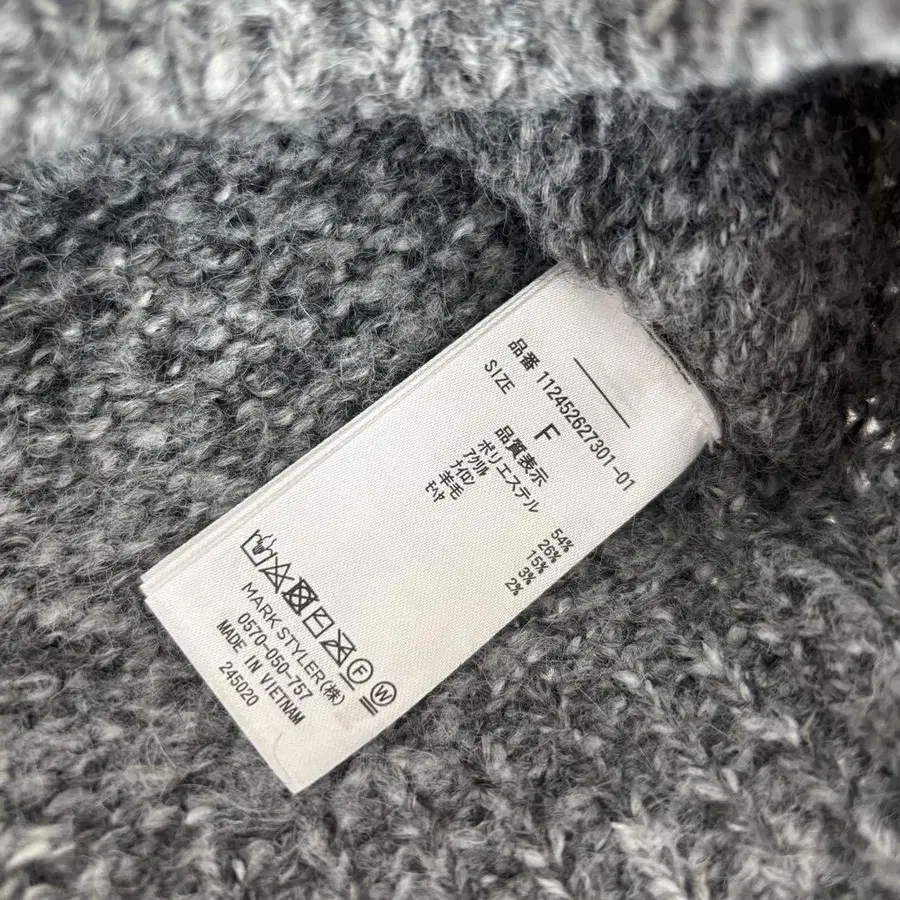 品番 112452627301-01
SIZE F
品質表示
ポリエステル 54%
アクリル 26%
ナイロン 15%
羊毛 3%
モヘヤ 2%
F W
MARK STYLER(株)
0570-050-757
MADE IN VIETNAM
245020